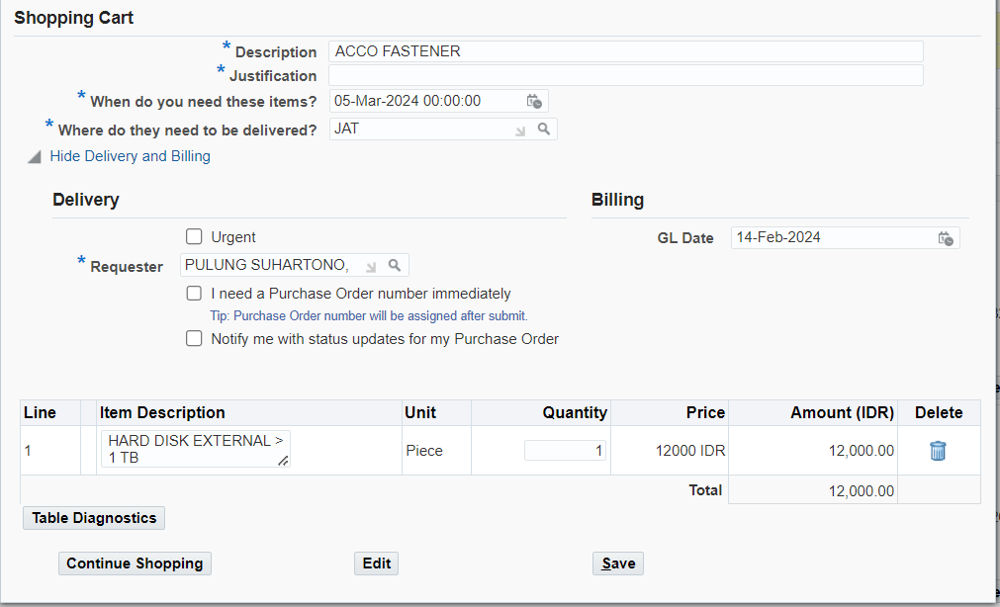 Shopping Cart
* Description ACCO FASTENER
* Justification
* When do you need these items? 05-Mar-2024 00:00:00
* Where do they need to be delivered? JAT
Hide Delivery and Billing
Delivery
Billing
Urgent
GL Date 14-Feb-2024
* Requester PULUNG SUHARTONO,
I need a Purchase Order number immediately
Tip: Purchase Order number will be assigned after submit.
Notify me with status updates for my Purchase Order
Line Item Description Unit Quantity Price Amount (IDR) Delete
1 HARD DISK EXTERNAL > Piece 1 12000 IDR 12,000.00
1 TB
Total 12,000.00
Table Diagnostics
Continue Shopping Edit Save